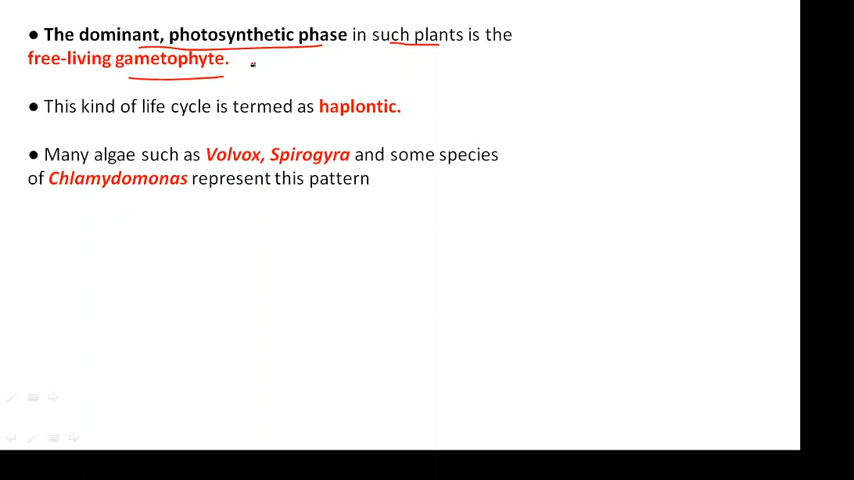 ● The dominant, photosynthetic phase in such plants is the
free-living gametophyte.
● This kind of life cycle is termed as haplontic.
● Many algae such as Volvox, Spirogyra and some species
of Chlamydomonas represent this pattern